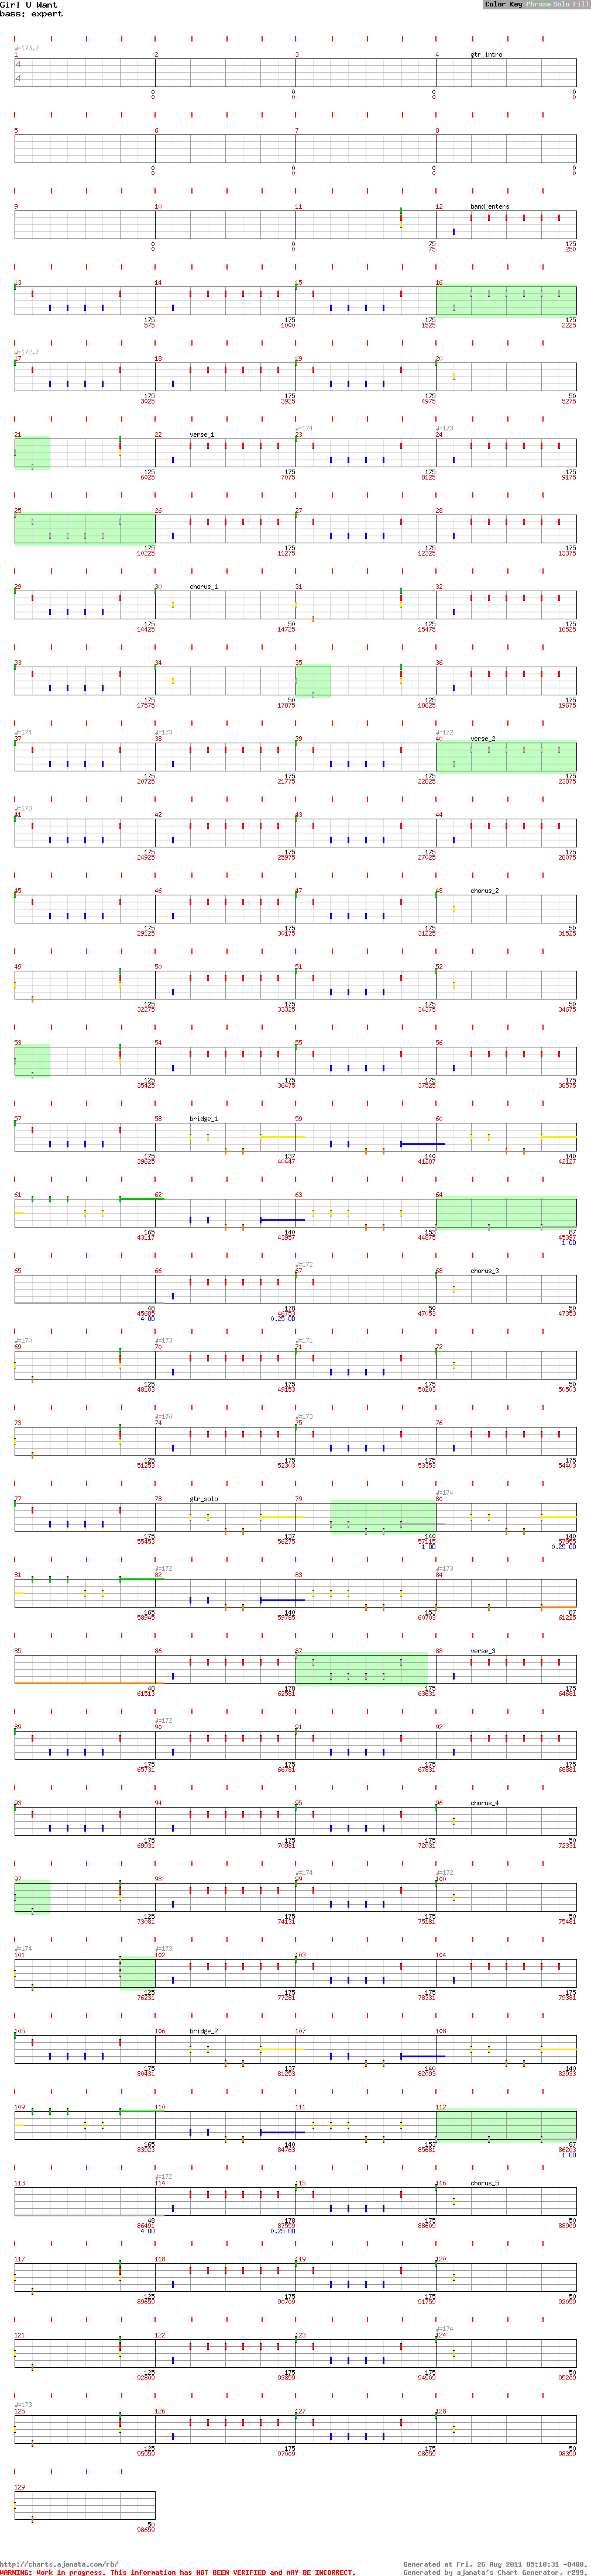 Girl U Want
bass: expert
Color Key Phrase Solo Fill
♩=173.2
1 2 3 4 gtr_intro
4
4
0 0 0 0
0 0 0 0
5 6 7 8
0 0 0 0
0 0 0 0
9 10 11 12 band_enters
0 0 75 175
0 0 75 250
13 14 15 16
175 175 175 175
575 1000 1525 2225
♩=172.7
17 18 19 20
175 175 175 50
3025 3925 4975 5275
♩=174 ♩=173
21 22 verse_1 23 24
125 175 175 175
6025 7075 8125 9175
25 26 27 28
175 175 175 175
10225 11275 12325 13375
29 30 chorus_1 31 32
175 50 125 175
14425 14725 15475 16525
33 34 35 36
175 50 125 175
17575 17875 18625 19675
♩=174 ♩=173 ♩=172
37 38 39 40 verse_2
175 175 175 175
20725 21775 22825 23875
♩=173
41 42 43 44
175 175 175 175
24925 25975 27025 28075
45 46 47 48 chorus_2
175 175 175 50
29125 30175 31225 31525
49 50 51 52
125 175 175 50
32275 33325 34375 34675
53 54 55 56
125 175 175 175
35425 36475 37525 38575
57 58 bridge_1 59 60
175 137 140 140
39625 40447 41287 42127
61 62 63 64
165 140 153 87
43117 43957 44875 45397
1 OD
♩=172
65 66 67 68 chorus_3
48 178 50 50
45685 46753 47053 47353
4 OD 0.25 OD
♩=170 ♩=173 ♩=171
69 70 71 72
125 175 175 50
48103 49153 50203 50503
♩=174 ♩=173
73 74 75 76
125 175 175 175
51253 52303 53353 54403
♩=174
77 78 gtr_solo 79 80
175 137 140 140
55453 56275 57115 57955
1 OD 0.25 OD
♩=172 ♩=173
81 82 83 84
165 140 153 87
58945 59785 60703 61225
85 86 87 88 verse_3
48 178 175 175
61513 62581 63631 64681
♩=172
89 90 91 92
175 175 175 175
65731 66781 67831 68881
93 94 95 96 chorus_4
175 175 175 50
69931 70981 72031 72331
♩=174 ♩=172
97 98 99 100
125 175 175 50
73081 74131 75181 75481
♩=174 ♩=173
101 102 103 104
125 175 175 175
76231 77281 78331 79381
105 106 bridge_2 107 108
175 137 140 140
80431 81253 82093 82933
109 110 111 112
165 140 153 87
83923 84763 85681 86203
1 OD
♩=172
113 114 115 116 chorus_5
48 178 175 50
86491 87559 88609 88909
4 OD 0.25 OD
117 118 119 120
125 175 175 50
89659 90709 91759 92059
♩=174
121 122 123 124
125 175 175 50
92809 93859 94909 95209
♩=173
125 126 127 128
125 175 175 50
95959 97009 98059 98359
129
50
98659
http://charts.ajanata.com/rb/ Generated at Fri, 26 Aug 2011 05:10:31 -0400.
WARNING: Work in progress. This information has NOT BEEN VERIFIED and MAY BE INCORRECT. Generated by ajanata's Chart Generator, r299.